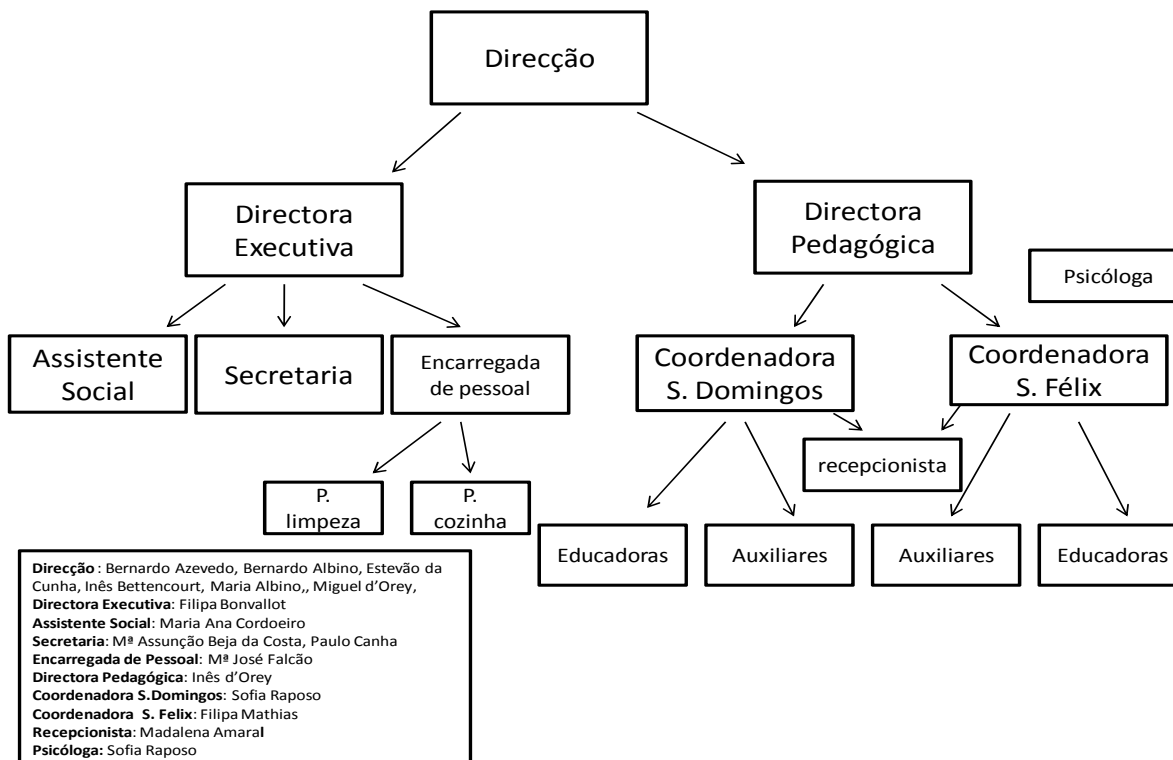 Direcção
Directora
Executiva
Directora
Pedagógica
Psicóloga
Assistente
Social
Secretaria
Encarregada
de pessoal
Coordenadora
S. Domingos
Coordenadora
S. Félix
recepcionista
P.
limpeza
P.
cozinha
Educadoras
Auxiliares
Auxiliares
Educadoras
Direcção : Bernardo Azevedo, Bernardo Albino, Estevão da
Cunha, Inês Bettencourt, Maria Albino,, Miguel d’Orey,
Directora Executiva: Filipa Bonvallot
Assistente Social: Maria Ana Cordoeiro
Secretaria: Mª Assunção Beja da Costa, Paulo Canha
Encarregada de Pessoal: Mª José Falcão
Directora Pedagógica: Inês d’Orey
Coordenadora S.Domingos: Sofia Raposo
Coordenadora S. Felix: Filipa Mathias
Recepcionista: Madalena Amaral
Psicóloga: Sofia Raposo